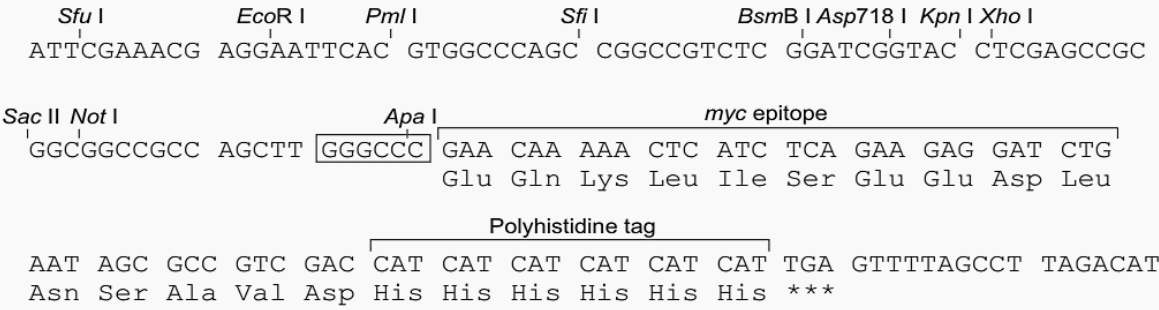 Sfu I EcoR I Pml I Sfi I BsmB I Asp718 I Kpn I Xho I
ATTCGAAACG AGGAATTCAC GTGGCCCAGC CGGCCGTCTC GGATCGGTAC CTCGAGCCGC
Sac II Not I Apa I myc epitope
GGCGGCCGCC AGCTT GGGCCC GAA CAA AAA CTC ATC TCA GAA GAG GAT CTG
Glu Gln Lys Leu Ile Ser Glu Glu Asp Leu
Polyhistidine tag
AAT AGC GCC GTC GAC CAT CAT CAT CAT CAT CAT TGA GTTTTAGCCT TAGACAT
Asn Ser Ala Val Asp His His His His His His ***